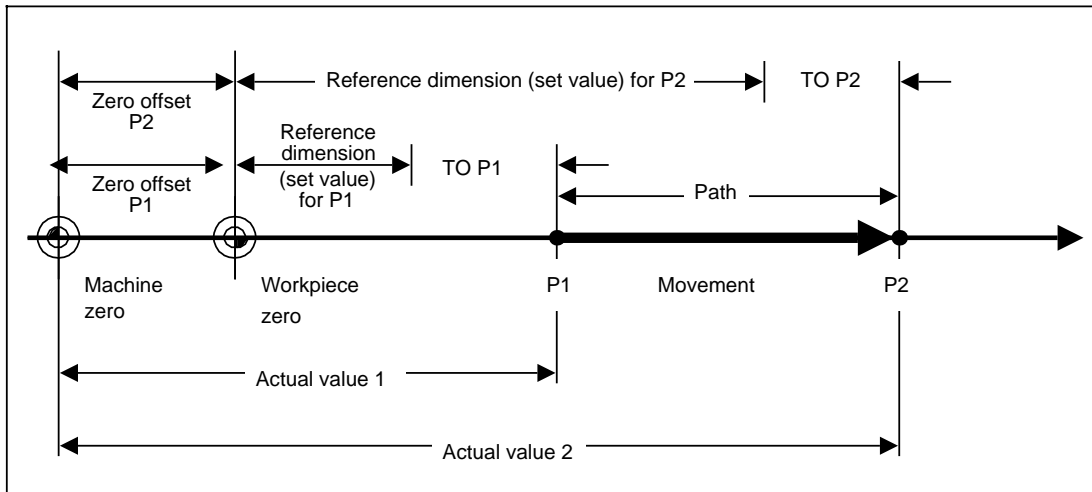 Reference dimension (set value) for P2
TO P2
Zero offset
P2
Reference
dimension
(set value)
for P1
TO P1
Zero offset
P1
Path
Machine
zero
Workpiece
zero
P1
Movement
P2
Actual value 1
Actual value 2